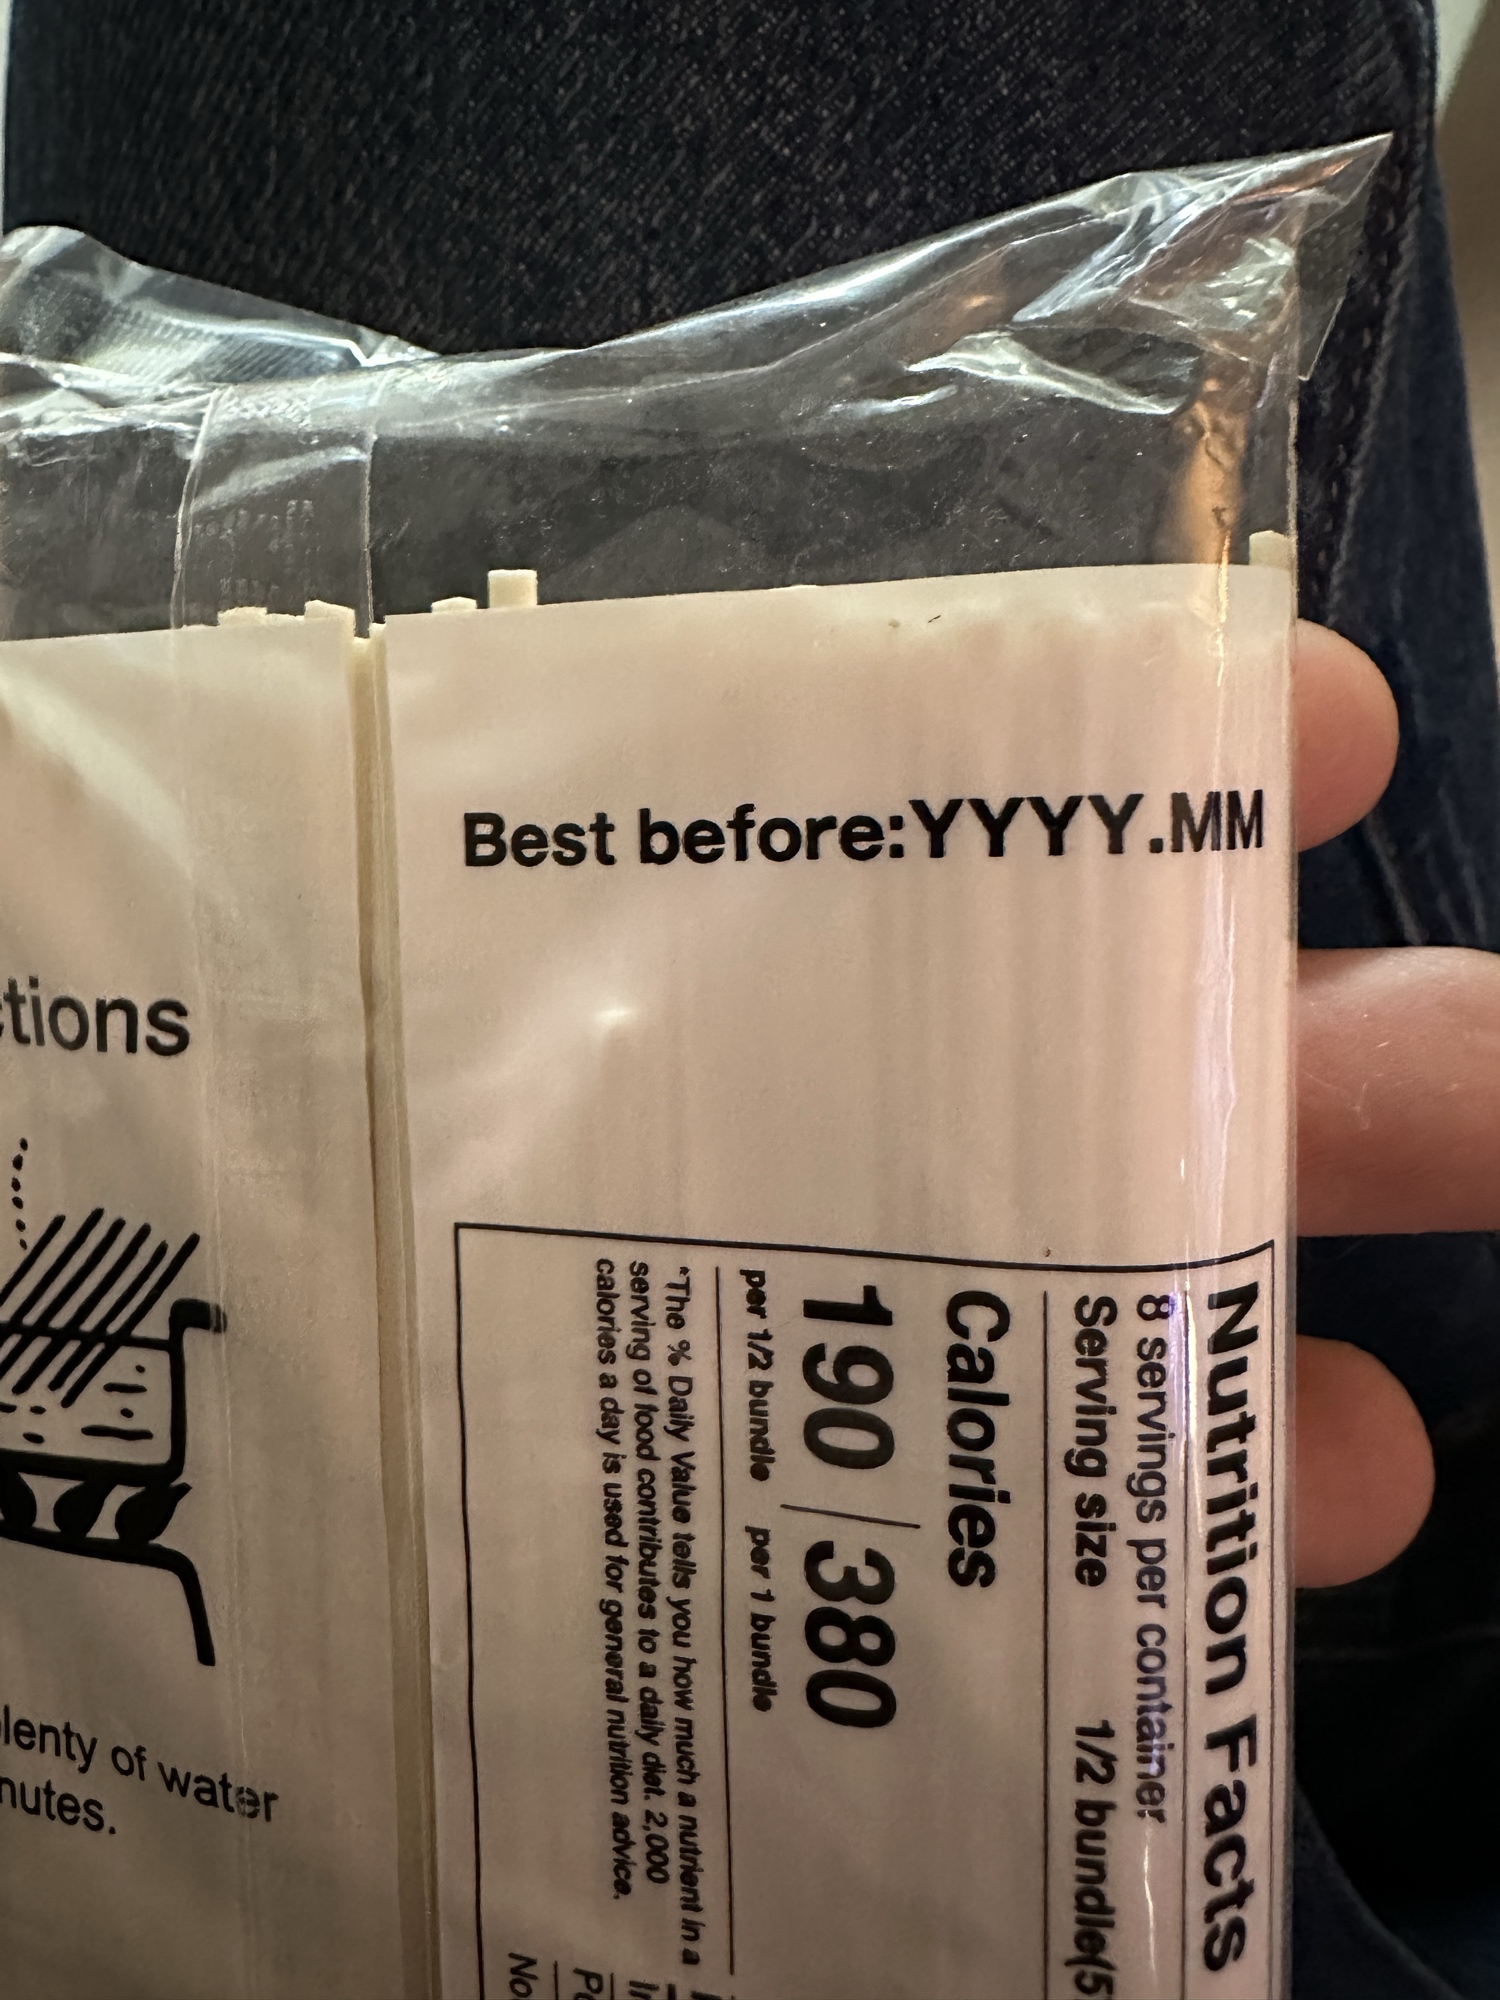 Best before:YYYY.MM
ctions
lenty of water
nutes.
Nutrition Facts
8 servings per container
Serving size 1/2 bundle(5
Calories
190 | 380
per 1/2 bundle per 1 bundle
*The % Daily Value tells you how much a nutrient in a
serving of food contributes to a daily diet. 2,000
calories a day is used for general nutrition advice.
No